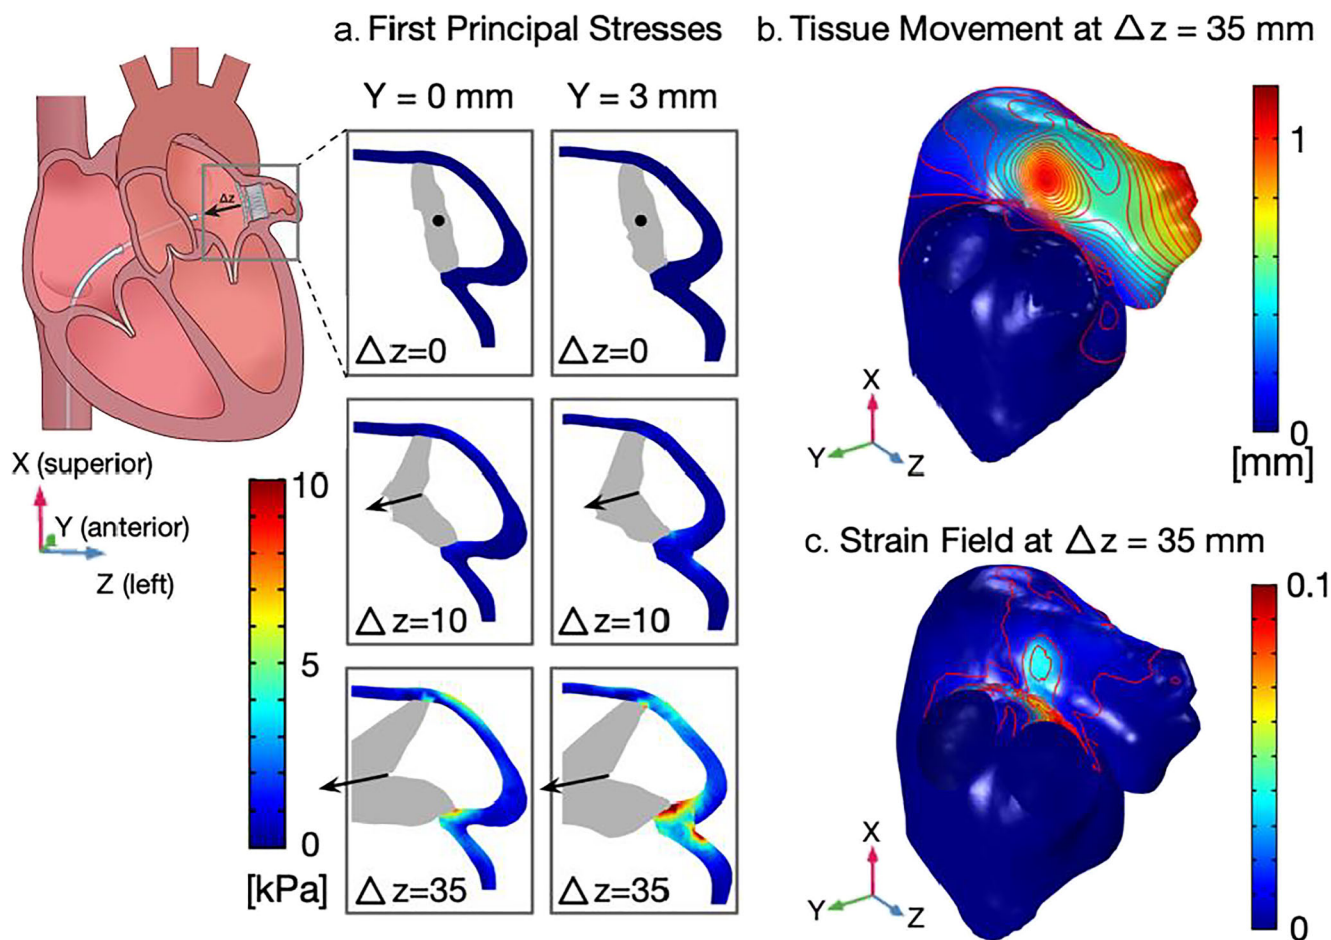 a. First Principal Stresses
Y = 0 mm
Y = 3 mm
Δz
Δz=0
Δz=0
Δz=10
Δz=10
Δz=35
Δz=35
X (superior)
Y (anterior)
Z (left)
10
5
0
[kPa]
b. Tissue Movement at Δz = 35 mm
1
0
[mm]
X
Y
Z
c. Strain Field at Δz = 35 mm
0.1
0
X
Y
Z